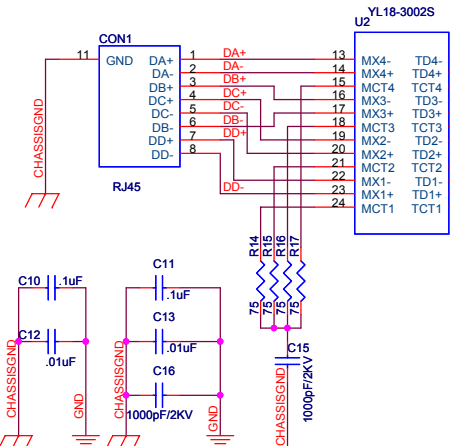 YL18-3002S
U2
CON1
11 GND DA+ 1 DA+ 13 MX4- TD4-
DA- 2 DA- 14 MX4+ TD4+
DB+ 3 DB+ 15 MCT4 TCT4
DC+ 4 DC+ 16 MX3- TD3-
DC- 5 DC- 17 MX3+ TD3+
DB- 6 DB- 18 MCT3 TCT3
DD+ 7 DD+ 19 MX2- TD2-
DD- 8 20 MX2+ TD2+
21 MCT2 TCT2
22 MX1- TD1-
DD- 23 MX1+ TD1+
24 MCT1 TCT1
CHASSISGND
RJ45
R14 R15 R16 R17
75 75 75 75
C10
.1uF
C12
.01uF
CHASSISGND
GND
C11
.1uF
C13
.01uF
C16
1000pF/2KV
CHASSISGND
GND
C15
1000pF/2KV
CHASSISGND